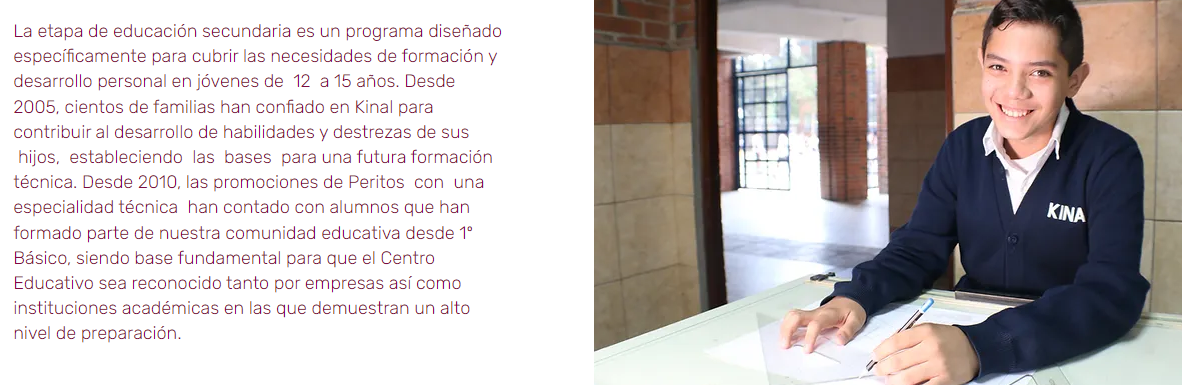 La etapa de educación secundaria es un programa diseñado
específicamente para cubrir las necesidades de formación y
desarrollo personal en jóvenes de  12  a 15 años. Desde
2005, cientos de familias han confiado en Kinal para
contribuir al desarrollo de habilidades y destrezas de sus
hijos,  estableciendo  las  bases  para una futura formación
técnica. Desde 2010, las promociones de Peritos  con  una
especialidad técnica  han contado con alumnos que han
formado parte de nuestra comunidad educativa desde 1°
Básico, siendo base fundamental para que el Centro
Educativo sea reconocido tanto por empresas así como
instituciones académicas en las que demuestran un alto
nivel de preparación.
KINA